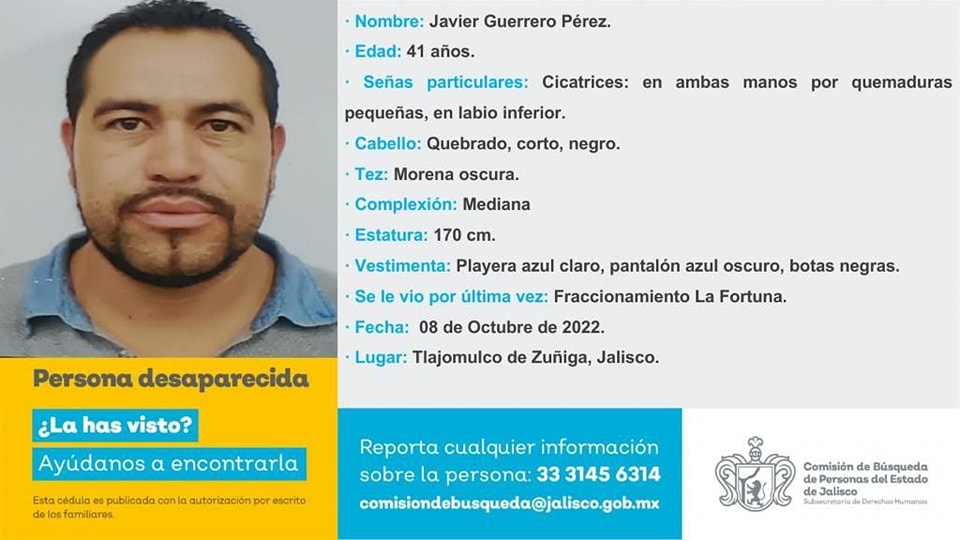 · Nombre: Javier Guerrero Pérez.
· Edad: 41 años.
· Señas particulares: Cicatrices: en ambas manos por quemaduras
pequeñas, en labio inferior.
· Cabello: Quebrado, corto, negro.
· Tez: Morena oscura.
· Complexión: Mediana
· Estatura: 170 cm.
· Vestimenta: Playera azul claro, pantalón azul oscuro, botas negras.
· Se le vio por última vez: Fraccionamiento La Fortuna.
· Fecha: 08 de Octubre de 2022.
· Lugar: Tlajomulco de Zuñiga, Jalisco.
Persona desaparecida
¿La has visto?
Ayúdanos a encontrarla
Esta cédula es publicada con la autorización por escrito
de los familiares.
Reporta cualquier información
sobre la persona: 33 3145 6314
comisiondebusqueda@jalisco.gob.mx
Comisión de Búsqueda
de Personas del Estado
de Jalisco
Subsecretaría de Derechos Humanos